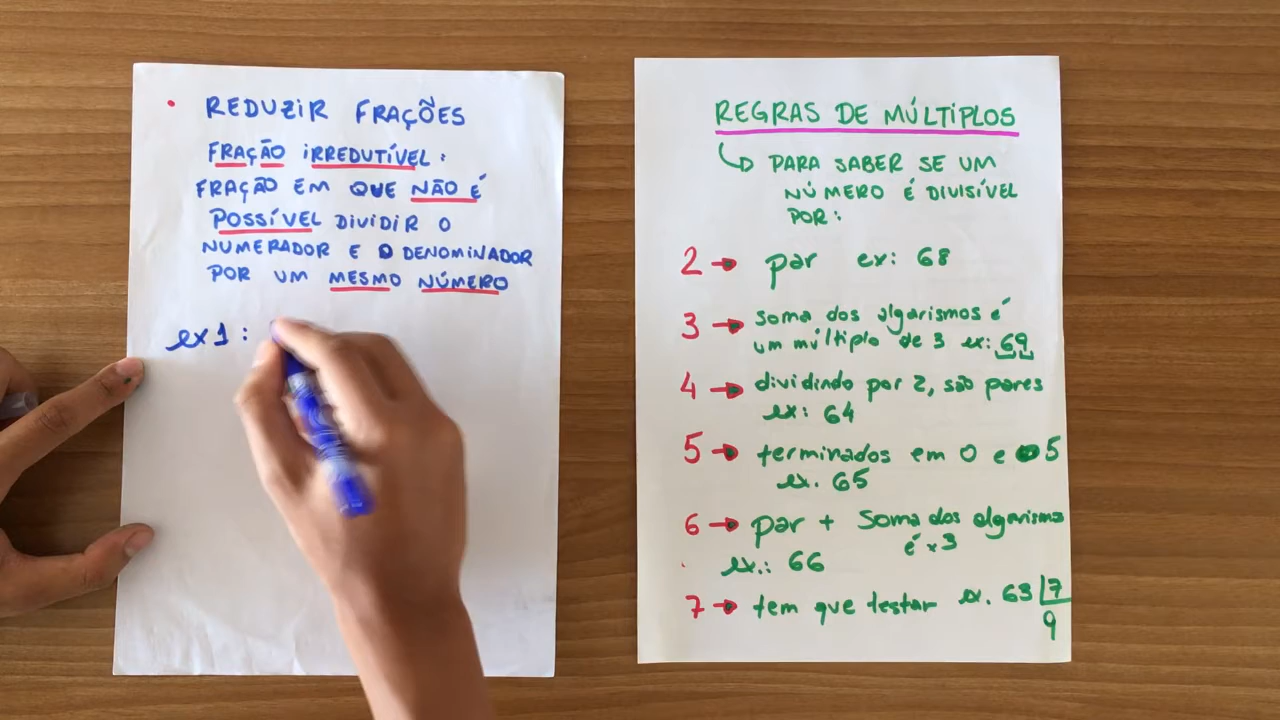 • REDUZIR FRAÇÕES
FRAÇÃO IRREDUTÍVEL:
FRAÇÃO EM QUE NÃO É
POSSÍVEL DIVIDIR O
NUMERADOR E O DENOMINADOR
POR UM MESMO NÚMERO
ex1:
REGRAS DE MÚLTIPLOS
↳ PARA SABER SE UM
NÚMERO É DIVISÍVEL
POR:
2 → par ex: 68
3 → soma dos algarismos é
um múltiplo de 3 ex: 69
4 → dividindo por 2, são pares
ex: 64
5 → terminados em 0 e 5
ex. 65
6 → par + Soma dos algarismo
é x3
ex.: 66
7 → tem que testar ex. 63 | 7
9